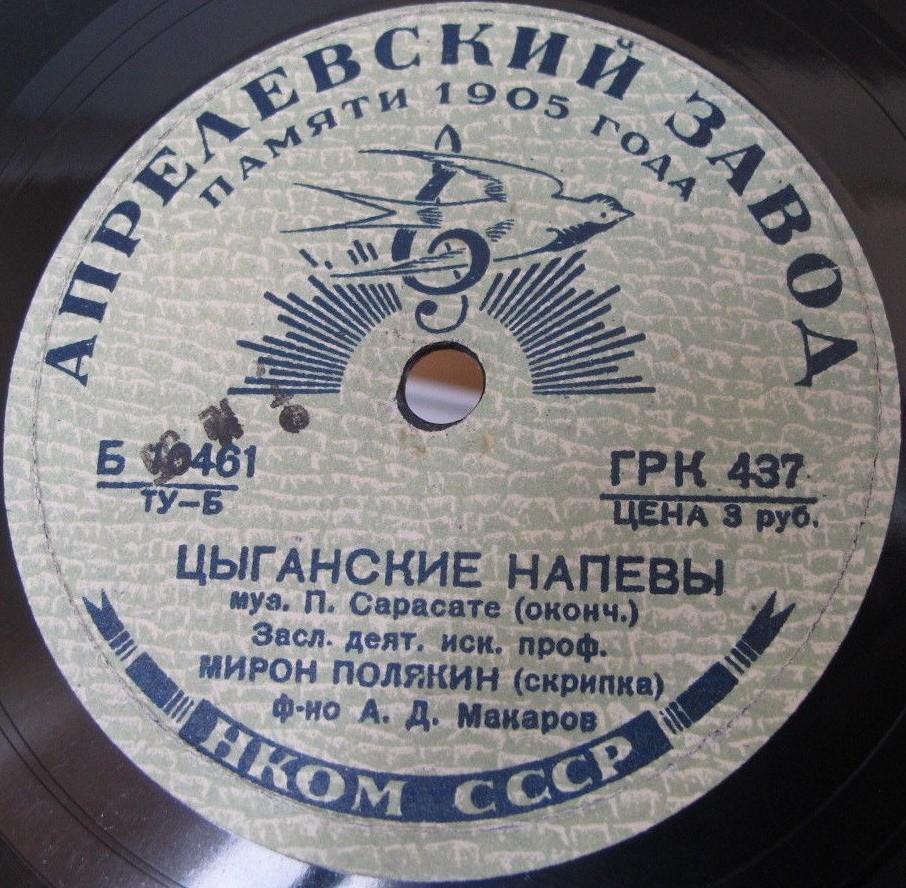 АПРЕЛЕВСКИЙ ЗАВОД
ПАМЯТИ 1905 ГОДА
Б 10461
ТУ–Б
ГРК 437
ЦЕНА 3 руб.
ЦЫГАНСКИЕ НАПЕВЫ
муз. П. Сарасате (оконч.)
Засл. деят. иск. проф.
МИРОН ПОЛЯКИН (скрипка)
ф-но А. Д. Макаров
НКОМ СССР